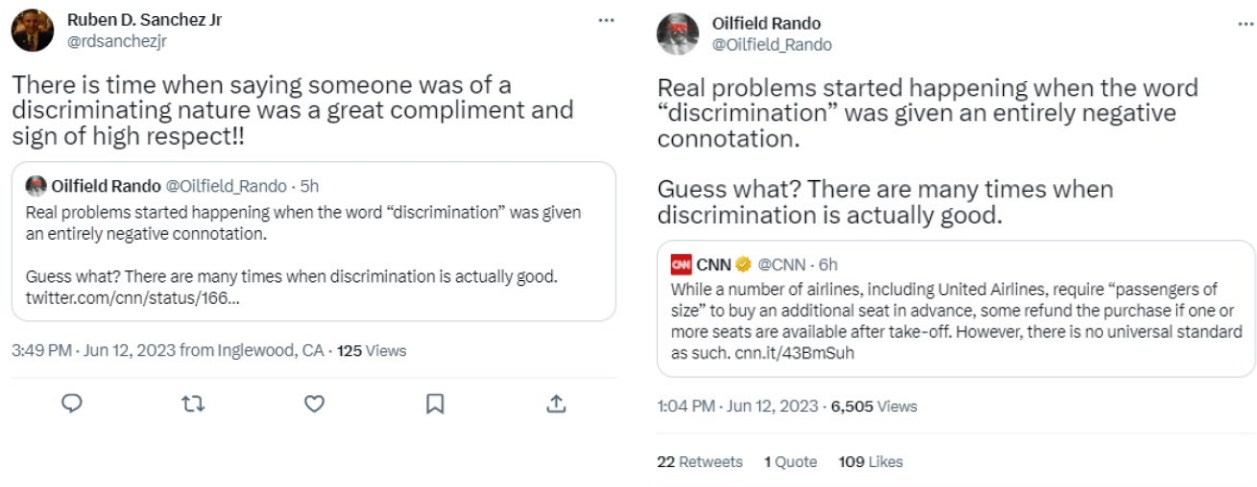 Ruben D. Sanchez Jr
@rdsanchezjr
There is time when saying someone was of a
discriminating nature was a great compliment and
sign of high respect!!
Oilfield Rando @Oilfield_Rando · 5h
Real problems started happening when the word “discrimination” was given
an entirely negative connotation.
Guess what? There are many times when discrimination is actually good.
twitter.com/cnn/status/166...
3:49 PM · Jun 12, 2023 from Inglewood, CA · 125 Views
Oilfield Rando
@Oilfield_Rando
Real problems started happening when the word
“discrimination” was given an entirely negative
connotation.
Guess what? There are many times when
discrimination is actually good.
CNN CNN @CNN · 6h
While a number of airlines, including United Airlines, require “passengers of
size” to buy an additional seat in advance, some refund the purchase if one or
more seats are available after take-off. However, there is no universal standard
as such. cnn.it/43BmSuh
1:04 PM · Jun 12, 2023 · 6,505 Views
22 Retweets 1 Quote 109 Likes